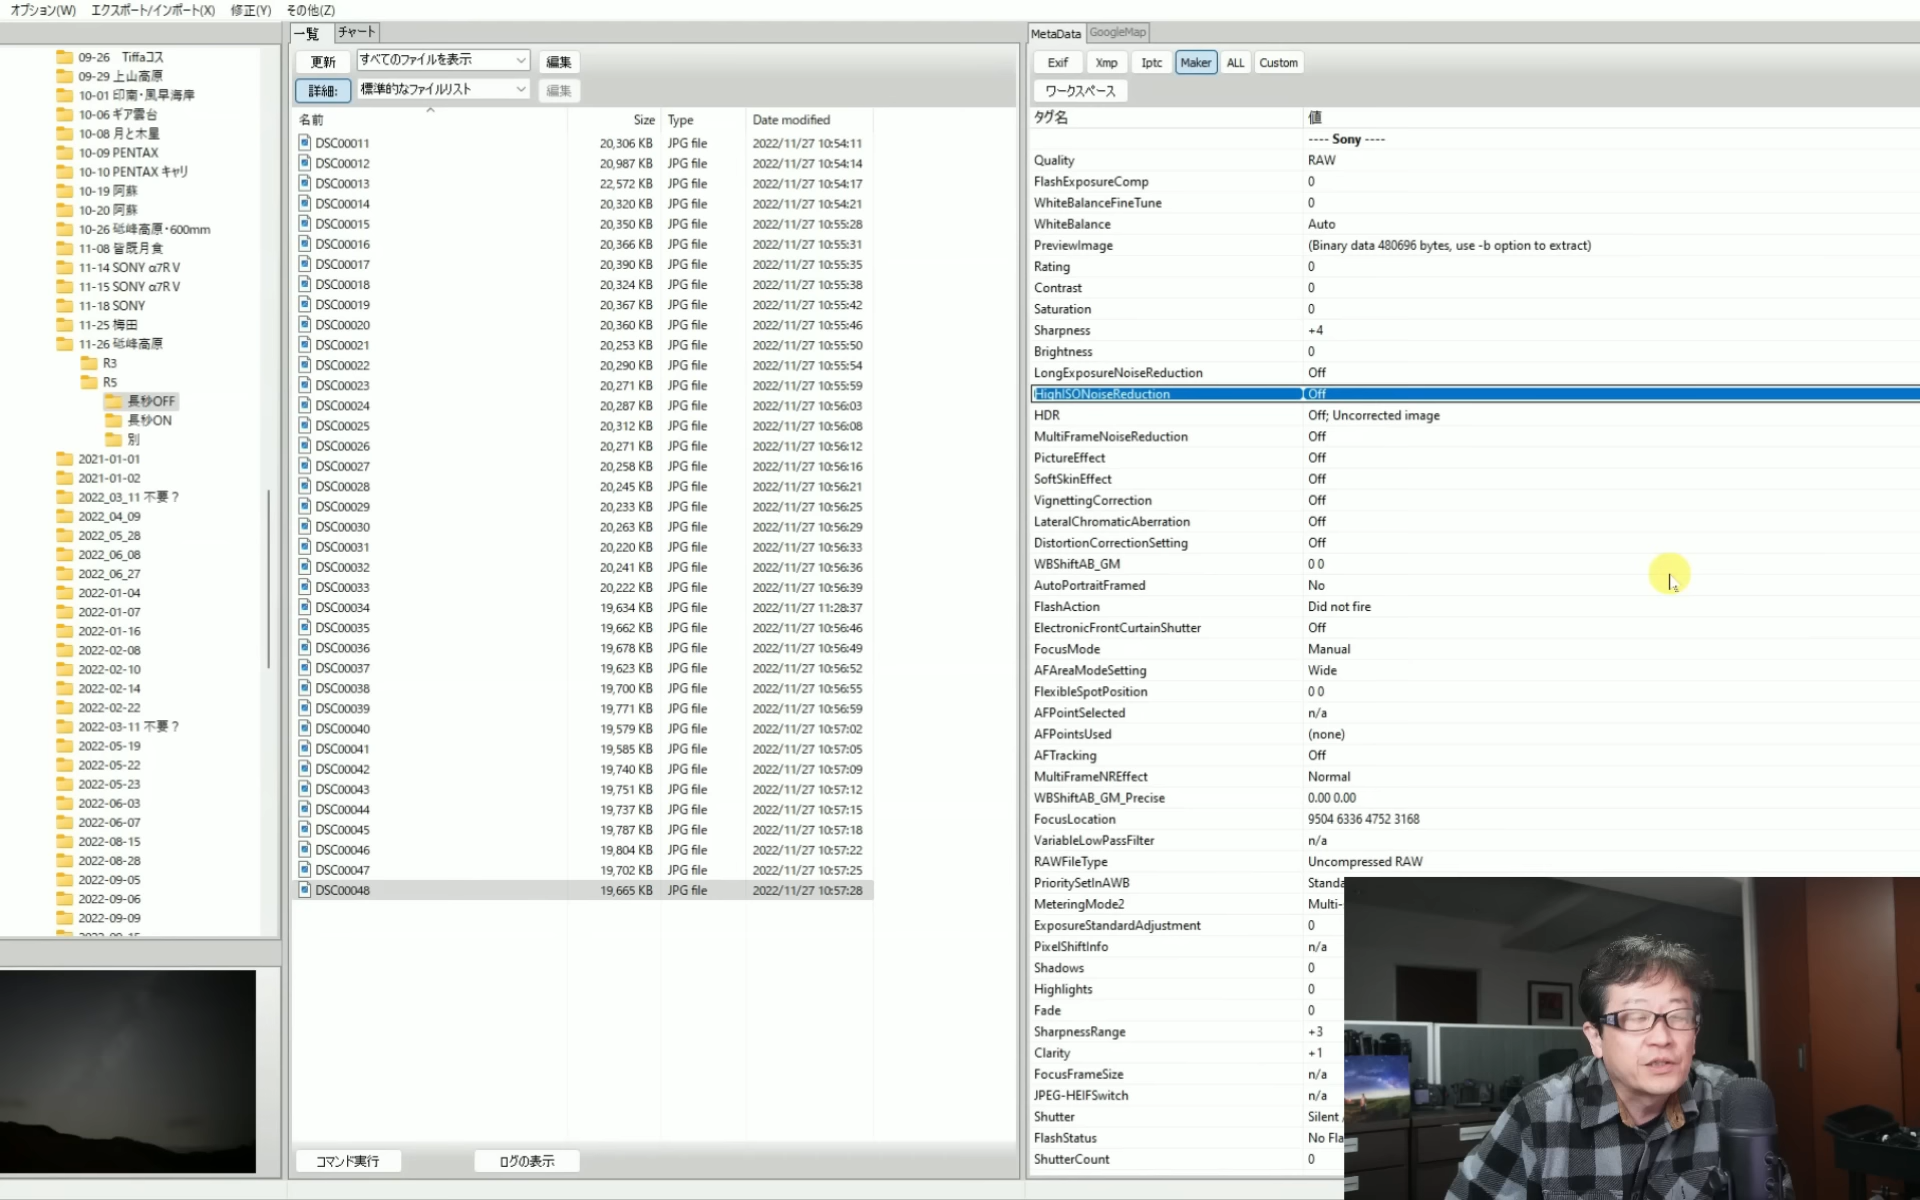 オプション(W) エクスポート/インポート(X) 修正(Y) その他(Z)
09-26 Tiffaコス
09-29 上山高原
10-01 印南・風早海岸
10-06 ギア雲台
10-08 月と木星
10-09 PENTAX
10-10 PENTAX キャリ
10-19 阿蘇
10-20 阿蘇
10-26 砥峰高原・600mm
11-08 皆既月食
11-14 SONY α7R V
11-15 SONY α7R V
11-18 SONY
11-25 梅田
11-26 砥峰高原
R3
R5
長秒OFF
長秒ON
別
2021-01-01
2021-01-02
2022_03_11 不要？
2022_04_09
2022_05_28
2022_06_08
2022_06_27
2022-01-04
2022-01-07
2022-01-16
2022-02-08
2022-02-10
2022-02-14
2022-02-22
2022-03-11 不要？
2022-05-19
2022-05-22
2022-05-23
2022-06-03
2022-06-07
2022-08-15
2022-08-28
2022-09-05
2022-09-06
2022-09-09
一覧 チャート
更新 すべてのファイルを表示 編集
詳細: 標準的なファイルリスト 編集
名前 Size Type Date modified
DSC00011 20,306 KB JPG file 2022/11/27 10:54:11
DSC00012 20,987 KB JPG file 2022/11/27 10:54:14
DSC00013 22,572 KB JPG file 2022/11/27 10:54:17
DSC00014 20,320 KB JPG file 2022/11/27 10:54:21
DSC00015 20,350 KB JPG file 2022/11/27 10:55:28
DSC00016 20,366 KB JPG file 2022/11/27 10:55:31
DSC00017 20,390 KB JPG file 2022/11/27 10:55:35
DSC00018 20,324 KB JPG file 2022/11/27 10:55:38
DSC00019 20,367 KB JPG file 2022/11/27 10:55:42
DSC00020 20,360 KB JPG file 2022/11/27 10:55:46
DSC00021 20,253 KB JPG file 2022/11/27 10:55:50
DSC00022 20,290 KB JPG file 2022/11/27 10:55:54
DSC00023 20,271 KB JPG file 2022/11/27 10:55:59
DSC00024 20,287 KB JPG file 2022/11/27 10:56:03
DSC00025 20,312 KB JPG file 2022/11/27 10:56:08
DSC00026 20,271 KB JPG file 2022/11/27 10:56:12
DSC00027 20,258 KB JPG file 2022/11/27 10:56:16
DSC00028 20,245 KB JPG file 2022/11/27 10:56:21
DSC00029 20,233 KB JPG file 2022/11/27 10:56:25
DSC00030 20,263 KB JPG file 2022/11/27 10:56:29
DSC00031 20,220 KB JPG file 2022/11/27 10:56:33
DSC00032 20,241 KB JPG file 2022/11/27 10:56:36
DSC00033 20,222 KB JPG file 2022/11/27 10:56:39
DSC00034 19,634 KB JPG file 2022/11/27 11:28:37
DSC00035 19,662 KB JPG file 2022/11/27 10:56:46
DSC00036 19,678 KB JPG file 2022/11/27 10:56:49
DSC00037 19,623 KB JPG file 2022/11/27 10:56:52
DSC00038 19,700 KB JPG file 2022/11/27 10:56:55
DSC00039 19,771 KB JPG file 2022/11/27 10:56:59
DSC00040 19,579 KB JPG file 2022/11/27 10:57:02
DSC00041 19,585 KB JPG file 2022/11/27 10:57:05
DSC00042 19,740 KB JPG file 2022/11/27 10:57:09
DSC00043 19,751 KB JPG file 2022/11/27 10:57:12
DSC00044 19,737 KB JPG file 2022/11/27 10:57:15
DSC00045 19,787 KB JPG file 2022/11/27 10:57:18
DSC00046 19,804 KB JPG file 2022/11/27 10:57:22
DSC00047 19,702 KB JPG file 2022/11/27 10:57:25
DSC00048 19,665 KB JPG file 2022/11/27 10:57:28
コマンド実行 ログの表示
MetaData GoogleMap
Exif Xmp Iptc Maker ALL Custom
ワークスペース
タグ名 値
---- Sony ----
Quality RAW
FlashExposureComp 0
WhiteBalanceFineTune 0
WhiteBalance Auto
PreviewImage (Binary data 480696 bytes, use -b option to extract)
Rating 0
Contrast 0
Saturation 0
Sharpness +4
Brightness 0
LongExposureNoiseReduction Off
HighISONoiseReduction Off
HDR Off; Uncorrected image
MultiFrameNoiseReduction Off
PictureEffect Off
SoftSkinEffect Off
VignettingCorrection Off
LateralChromaticAberration Off
DistortionCorrectionSetting Off
WBShiftAB_GM 0 0
AutoPortraitFramed No
FlashAction Did not fire
ElectronicFrontCurtainShutter Off
FocusMode Manual
AFAreaModeSetting Wide
FlexibleSpotPosition 0 0
AFPointSelected n/a
AFPointsUsed (none)
AFTracking Off
MultiFrameNREffect Normal
WBShiftAB_GM_Precise 0.00 0.00
FocusLocation 9504 6336 4752 3168
VariableLowPassFilter n/a
RAWFileType Uncompressed RAW
PrioritySetInAWB Standa
MeteringMode2 Multi-
ExposureStandardAdjustment 0
PixelShiftInfo n/a
Shadows 0
Highlights 0
Fade 0
SharpnessRange +3
Clarity +1
FocusFrameSize n/a
JPEG-HEIFSwitch n/a
Shutter Silent
FlashStatus No Fla
ShutterCount 0